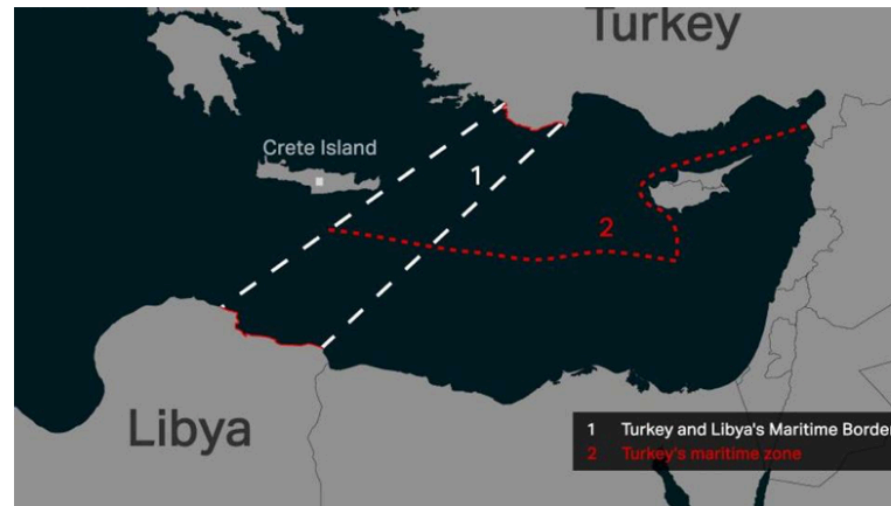 Turkey
Crete Island
1
2
Libya
1 Turkey and Libya's Maritime Border
2 Turkey's maritime zone